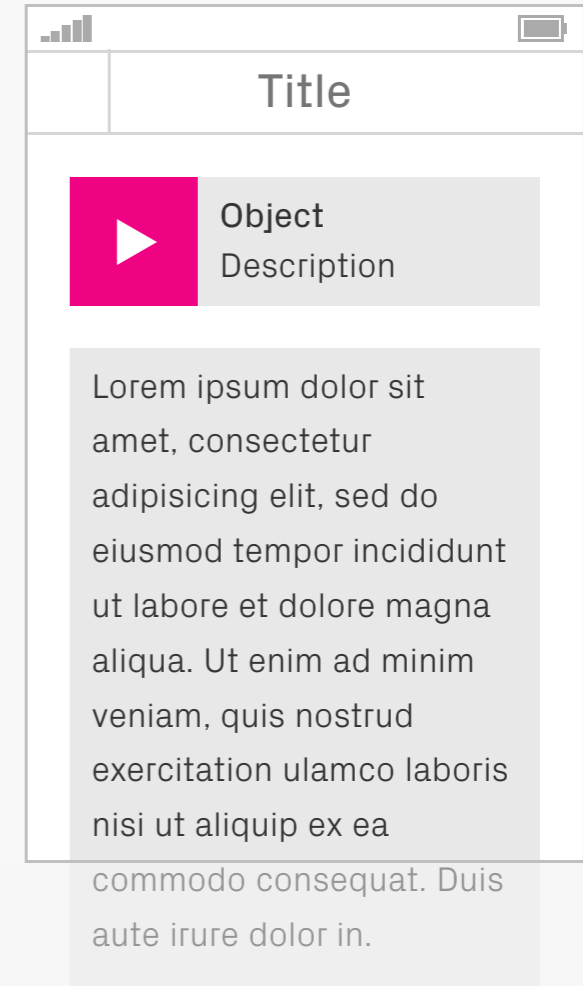 Title
Object
Description
Lorem ipsum dolor sit
amet, consectetur
adipisicing elit, sed do
eiusmod tempor incididunt
ut labore et dolore magna
aliqua. Ut enim ad minim
veniam, quis nostrud
exercitation ulamco laboris
nisi ut aliquip ex ea
commodo consequat. Duis
aute irure dolor in.